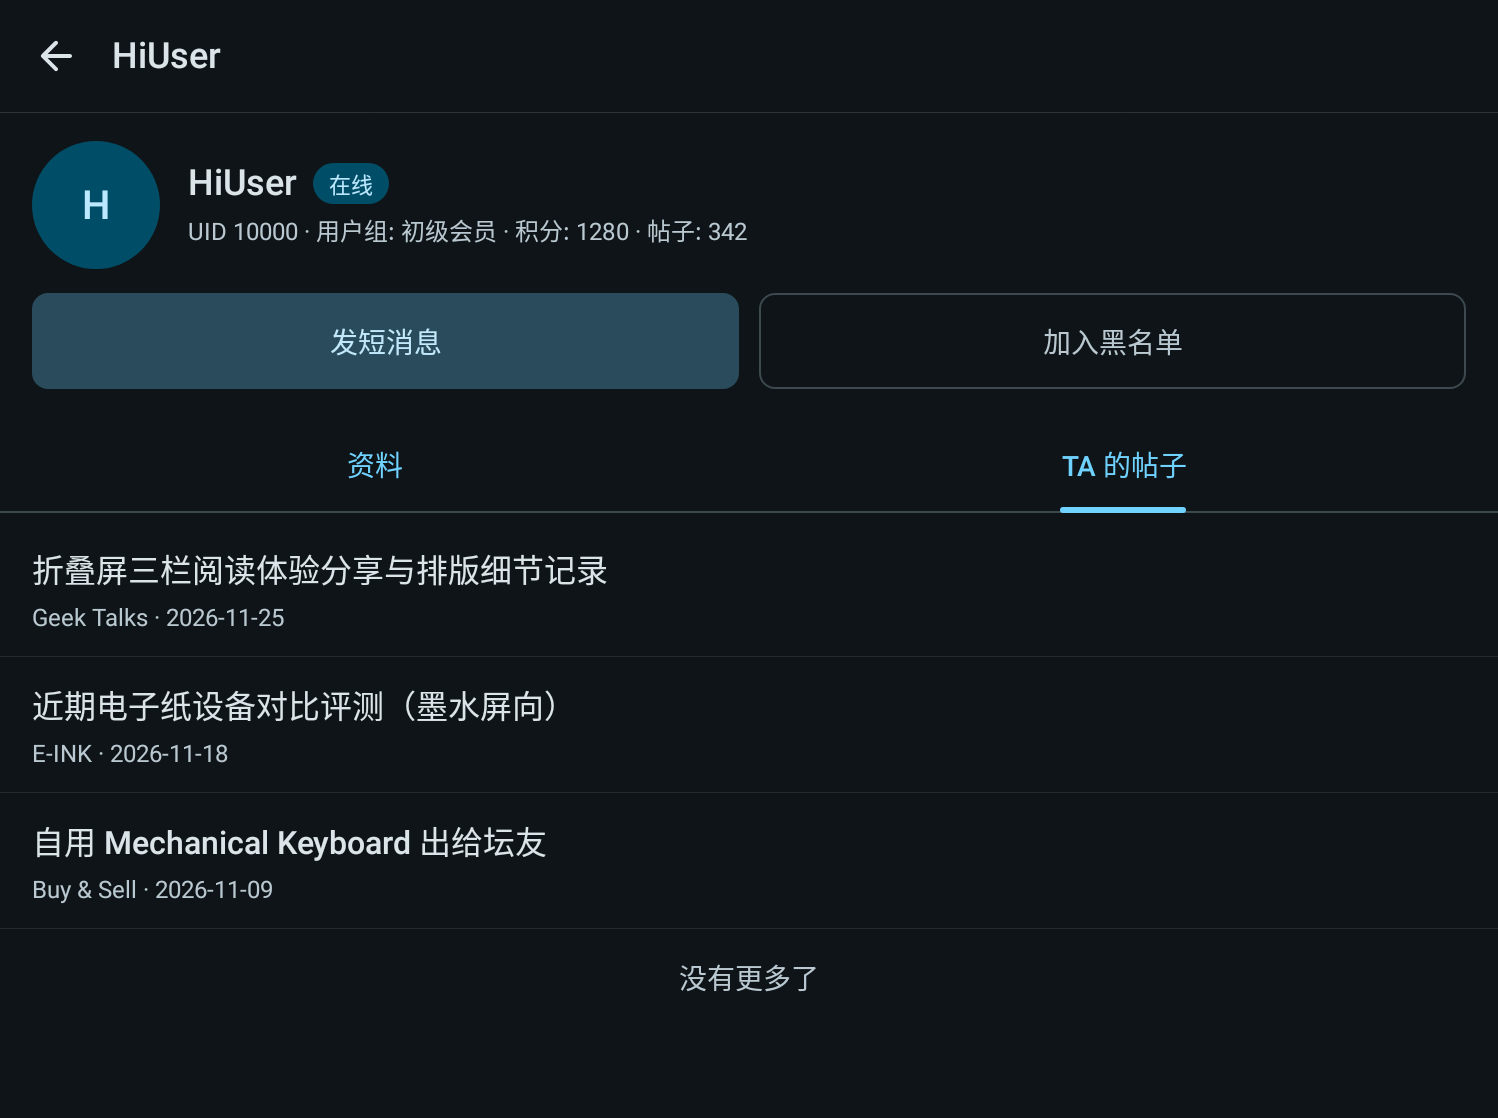 HiUser
H
HiUser 在线
UID 10000 · 用户组: 初级会员 · 积分: 1280 · 帖子: 342
发短消息 加入黑名单
资料 TA 的帖子
折叠屏三栏阅读体验分享与排版细节记录
Geek Talks · 2026-11-25
近期电子纸设备对比评测（墨水屏向）
E-INK · 2026-11-18
自用 Mechanical Keyboard 出给坛友
Buy & Sell · 2026-11-09
没有更多了